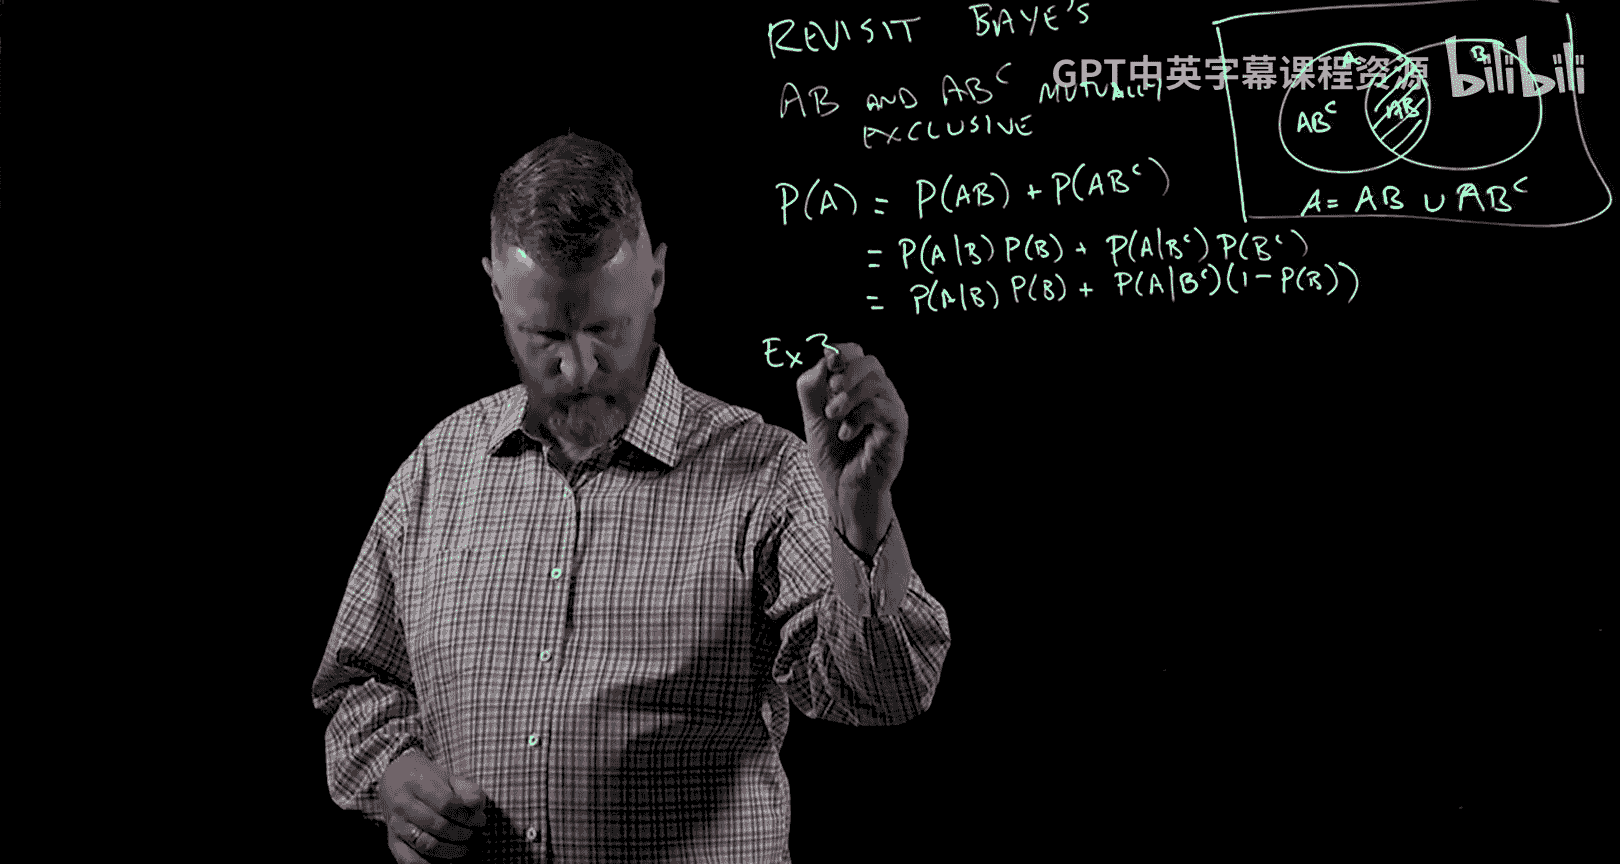 REVISIT BAYE'S
GPT中英字幕课程资源 bilibili
AB AND AB^C MUTUALLY
EXCLUSIVE
P(A) = P(AB) + P(AB^C)
= P(A|B) P(B) + P(A|B^C) P(B^C)
= P(A|B) P(B) + P(A|B^C)(1 - P(B))
Ex 3
A B
AB^C AB
A = AB ∪ AB^C